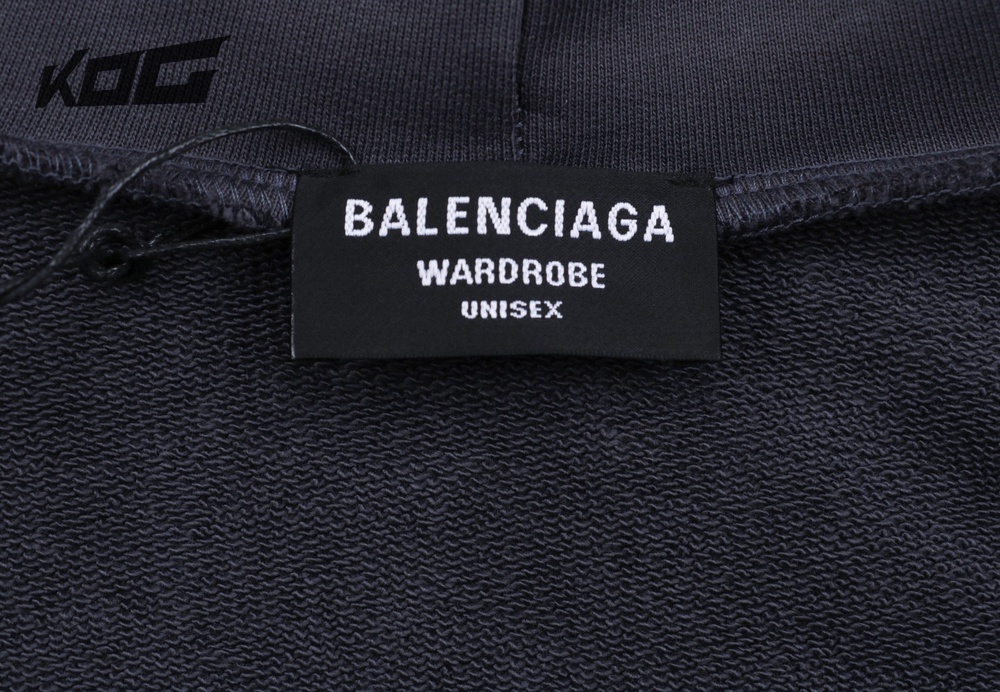 KOG
BALENCIAGA
WARDROBE
UNISEX